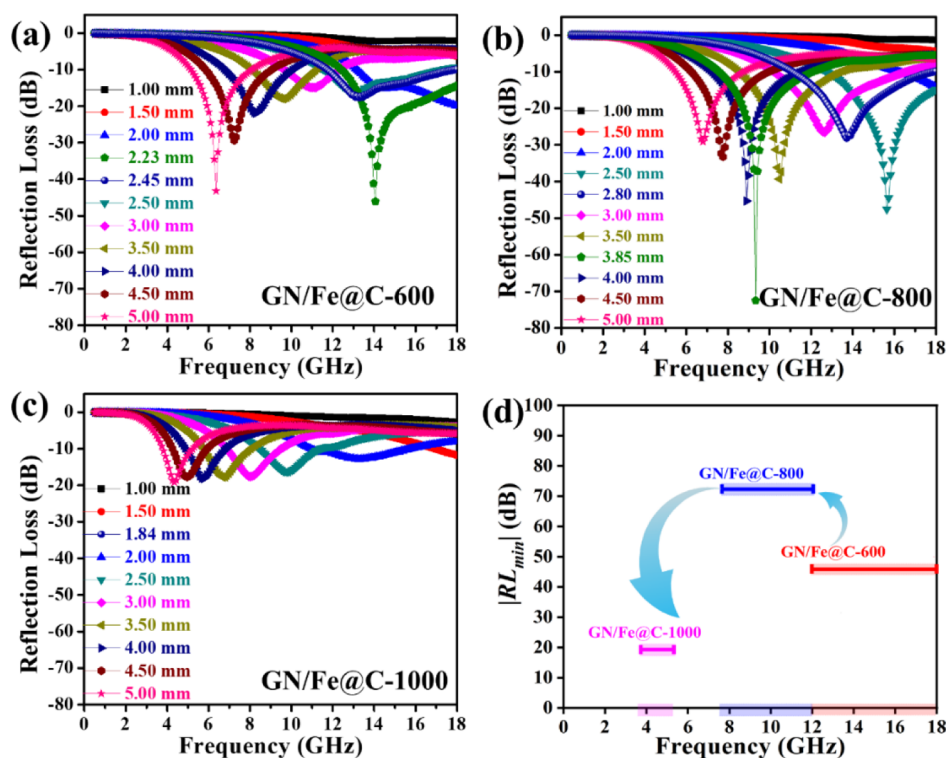 (a)
0
-10
-20
-30
-40
-50
-60
-70
-80
Reflection Loss (dB)
1.00 mm
1.50 mm
2.00 mm
2.23 mm
2.45 mm
2.50 mm
3.00 mm
3.50 mm
4.00 mm
4.50 mm
5.00 mm
GN/Fe@C-600
0 2 4 6 8 10 12 14 16 18
Frequency (GHz)
(b)
0
-10
-20
-30
-40
-50
-60
-70
-80
Reflection Loss (dB)
1.00 mm
1.50 mm
2.00 mm
2.50 mm
2.80 mm
3.00 mm
3.50 mm
3.85 mm
4.00 mm
4.50 mm
5.00 mm
GN/Fe@C-800
0 2 4 6 8 10 12 14 16 18
Frequency (GHz)
(c)
0
-10
-20
-30
-40
-50
-60
-70
-80
Reflection Loss (dB)
1.00 mm
1.50 mm
1.84 mm
2.00 mm
2.50 mm
3.00 mm
3.50 mm
4.00 mm
4.50 mm
5.00 mm
GN/Fe@C-1000
0 2 4 6 8 10 12 14 16 18
Frequency (GHz)
(d)
100
90
80
70
60
50
40
30
20
10
0
|RLmin| (dB)
GN/Fe@C-800
GN/Fe@C-600
GN/Fe@C-1000
0 2 4 6 8 10 12 14 16 18
Frequency (GHz)